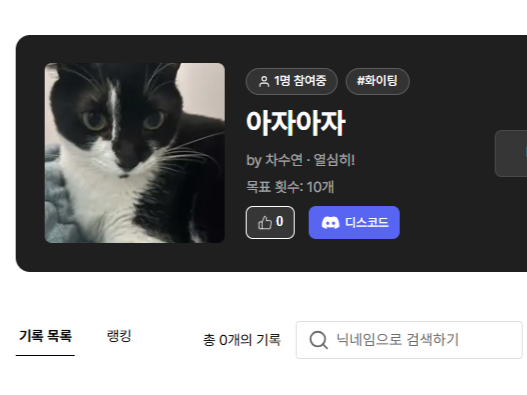 1명 참여중 #화이팅
아자아자
by 차수연 · 열심히!
목표 횟수: 10개
0 디스코드
기록 목록 랭킹 총 0개의 기록 닉네임으로 검색하기